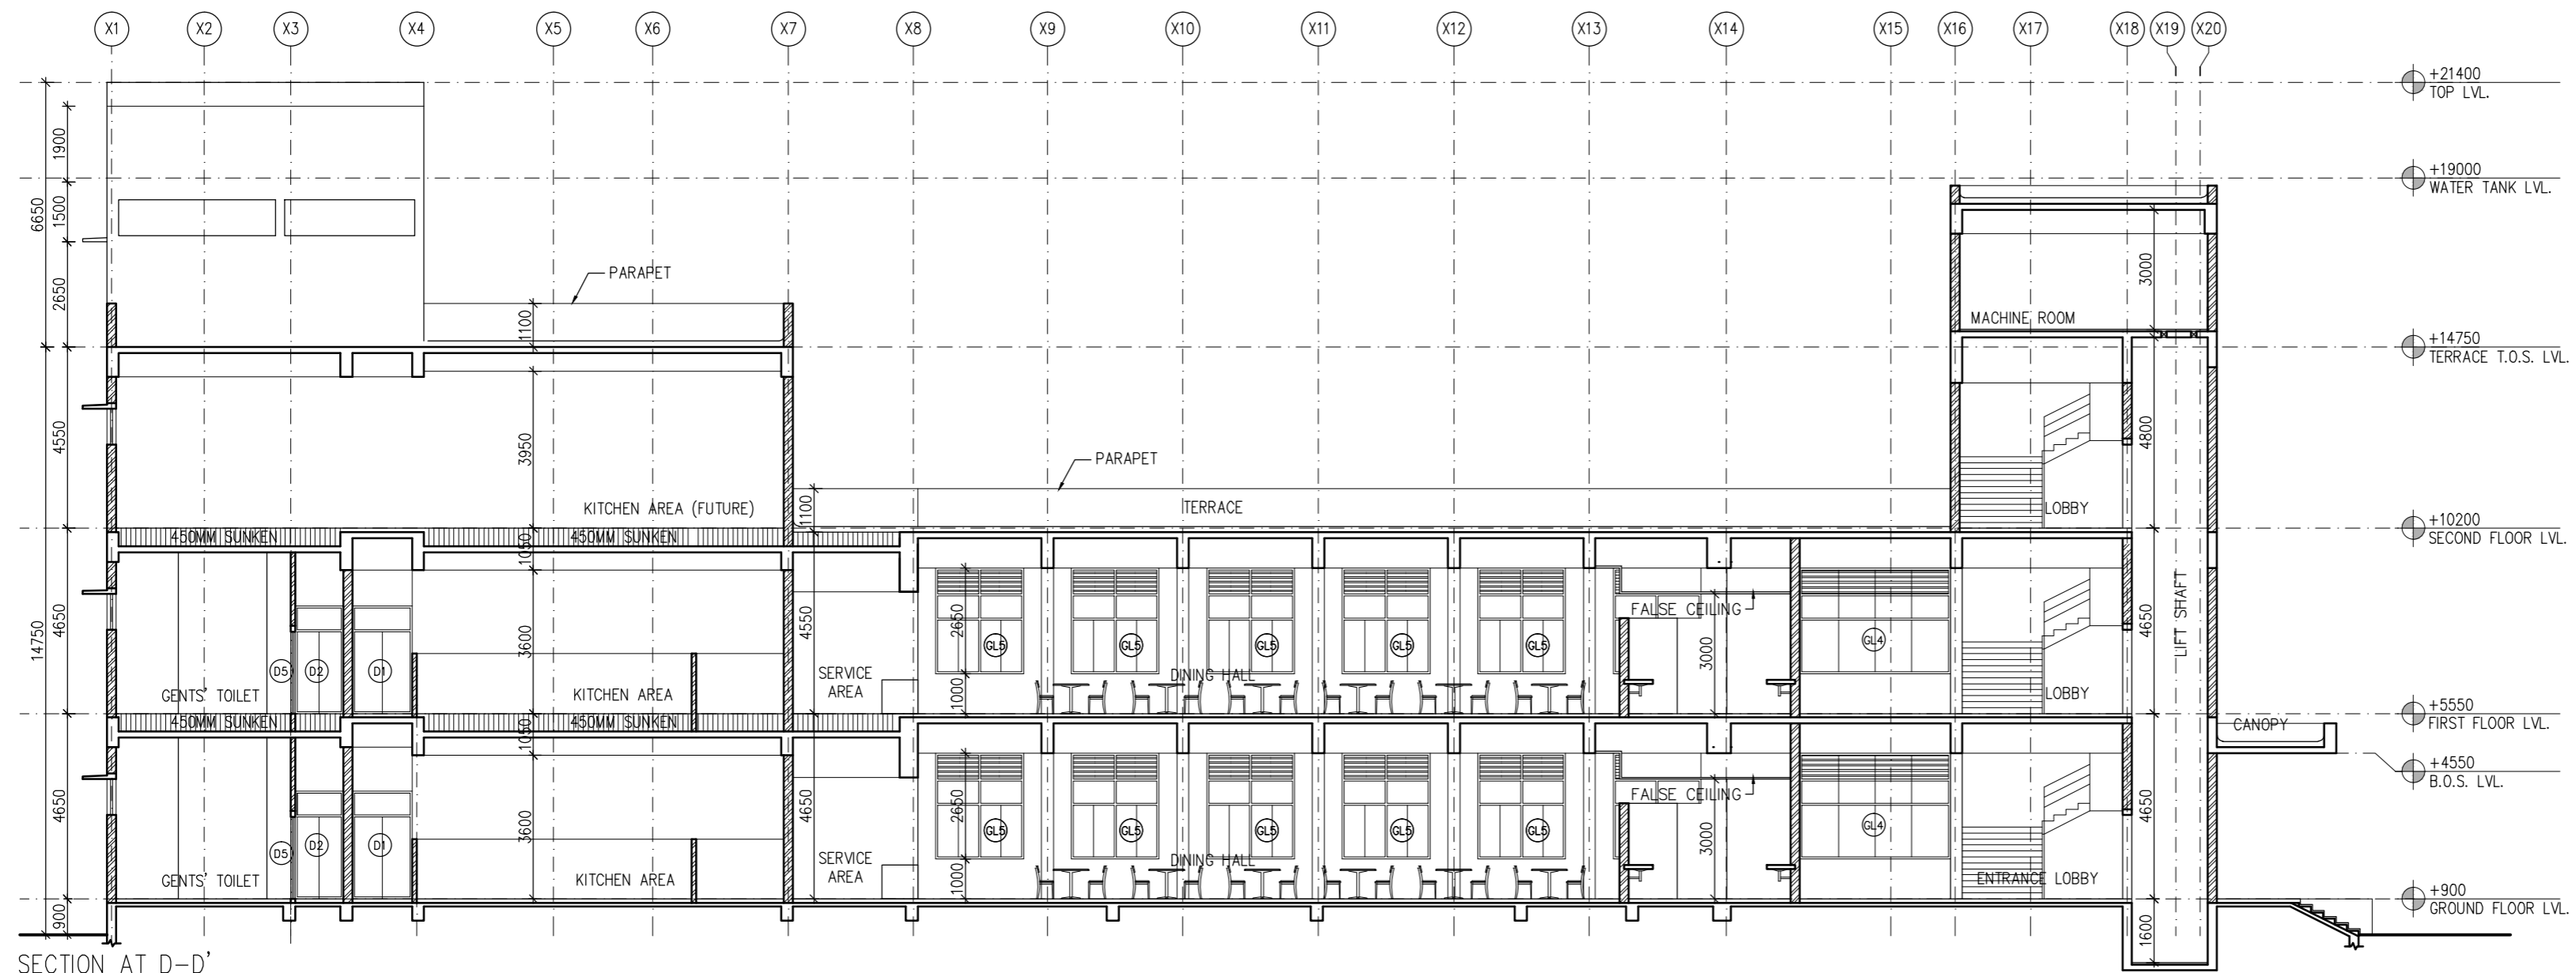 X1 X2 X3 X4 X5 X6 X7 X8 X9 X10 X11 X12 X13 X14 X15 X16 X17 X18 X19 X20
+21400
TOP LVL.
1900
+19000
WATER TANK LVL.
6650
1500
2650
PARAPET
1100
3000
MACHINE ROOM
+14750
TERRACE T.O.S. LVL.
4550
3950
4800
PARAPET
KITCHEN AREA (FUTURE)
1100
TERRACE
LOBBY
+10200
SECOND FLOOR LVL.
450MM SUNKEN
450MM SUNKEN
1050
14750
4650
3600
4550
2650
FALSE CEILING
3000
4650
LIFT SHAFT
GL5 GL5 GL5 GL5 GL5 GL4
D5 D2 D1
GENTS' TOILET
KITCHEN AREA
SERVICE
AREA
1000
DINING HALL
LOBBY
+5550
FIRST FLOOR LVL.
450MM SUNKEN
450MM SUNKEN
1050
CANOPY
+4550
B.O.S. LVL.
4650
3600
4650
2650
FALSE CEILING
3000
4650
GL5 GL5 GL5 GL5 GL5 GL4
D5 D2 D1
GENTS' TOILET
KITCHEN AREA
SERVICE
AREA
1000
DINING HALL
ENTRANCE LOBBY
+900
GROUND FLOOR LVL.
900
1600
SECTION AT D-D'